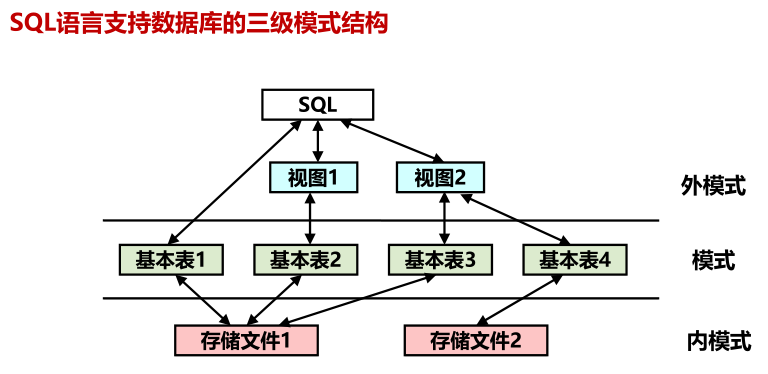 SQL语言支持数据库的三级模式结构
SQL
视图1
视图2
外模式
基本表1
基本表2
基本表3
基本表4
模式
存储文件1
存储文件2
内模式